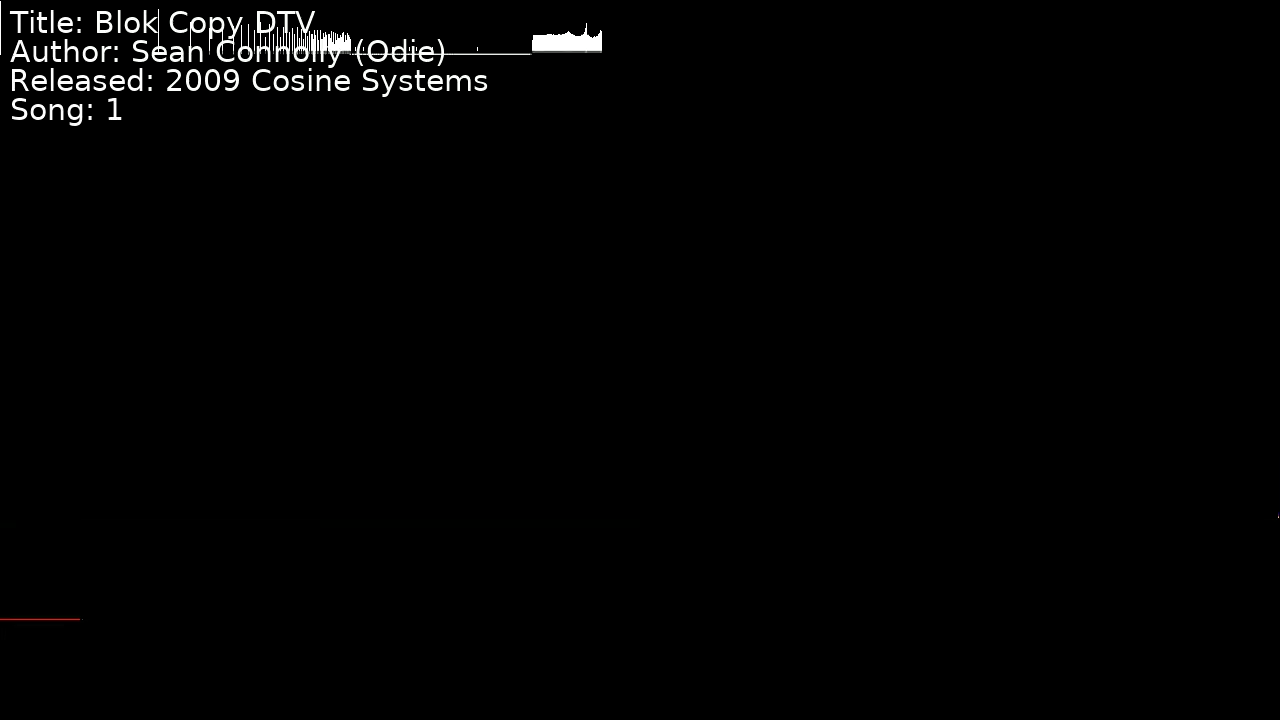 Title: Blok Copy DTV
Author: Sean Connolly (Odie)
Released: 2009 Cosine Systems
Song: 1